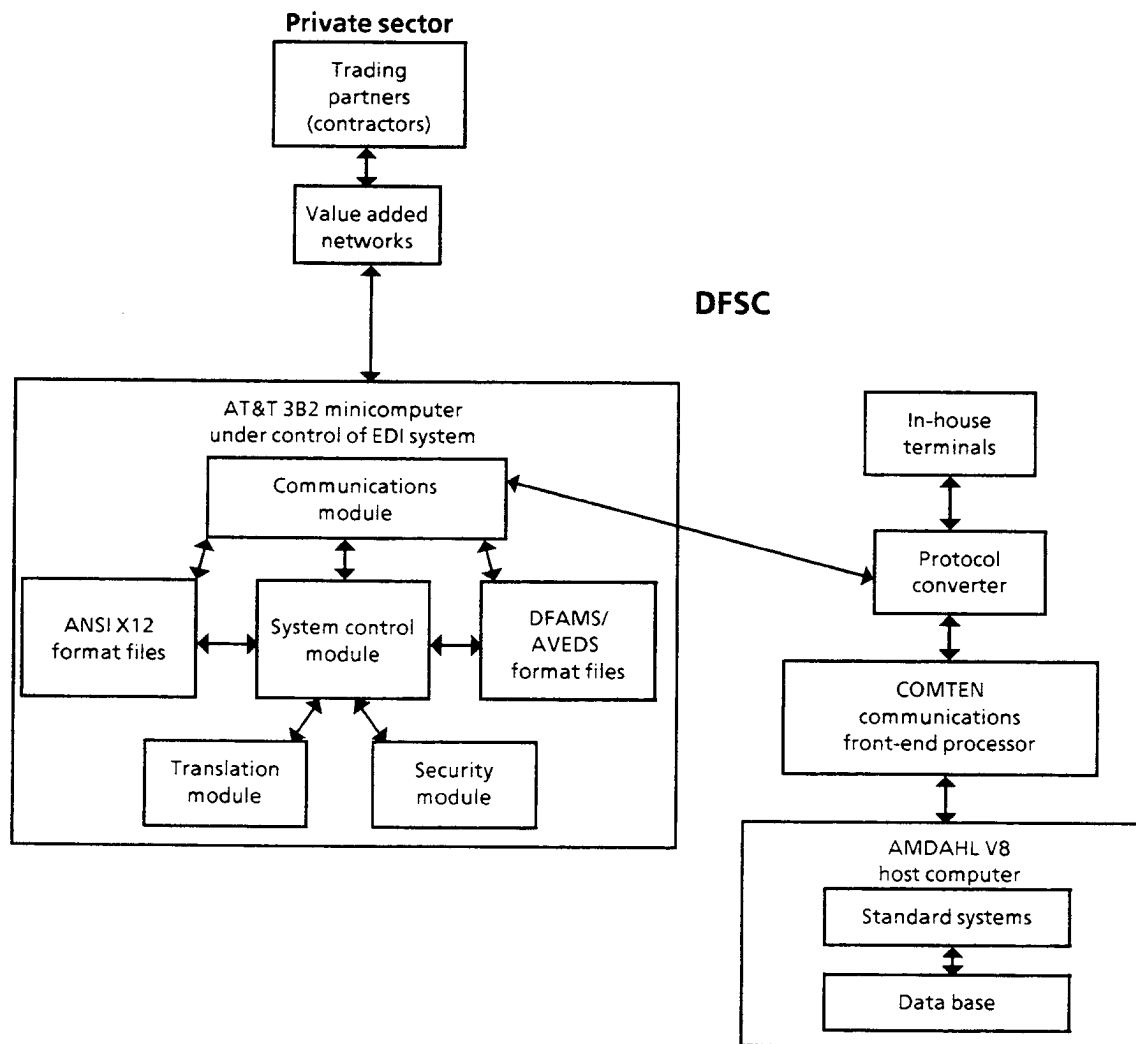 Private sector
Trading
partners
(contractors)
Value added
networks
DFSC
AT&T 3B2 minicomputer
under control of EDI system
Communications
module
ANSI X12
format files
System control
module
DFAMS/
AVEDS
format files
Translation
module
Security
module
In-house
terminals
Protocol
converter
COMTEN
communications
front-end processor
AMDAHL V8
host computer
Standard systems
Data base